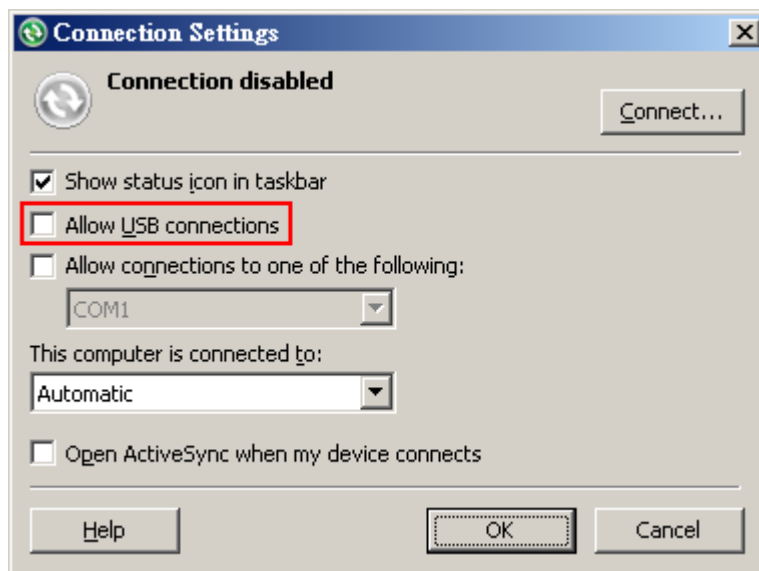 Connection Settings
Connection disabled
Connect...
Show status icon in taskbar
Allow USB connections
Allow connections to one of the following:
COM1
This computer is connected to:
Automatic
Open ActiveSync when my device connects
Help OK Cancel